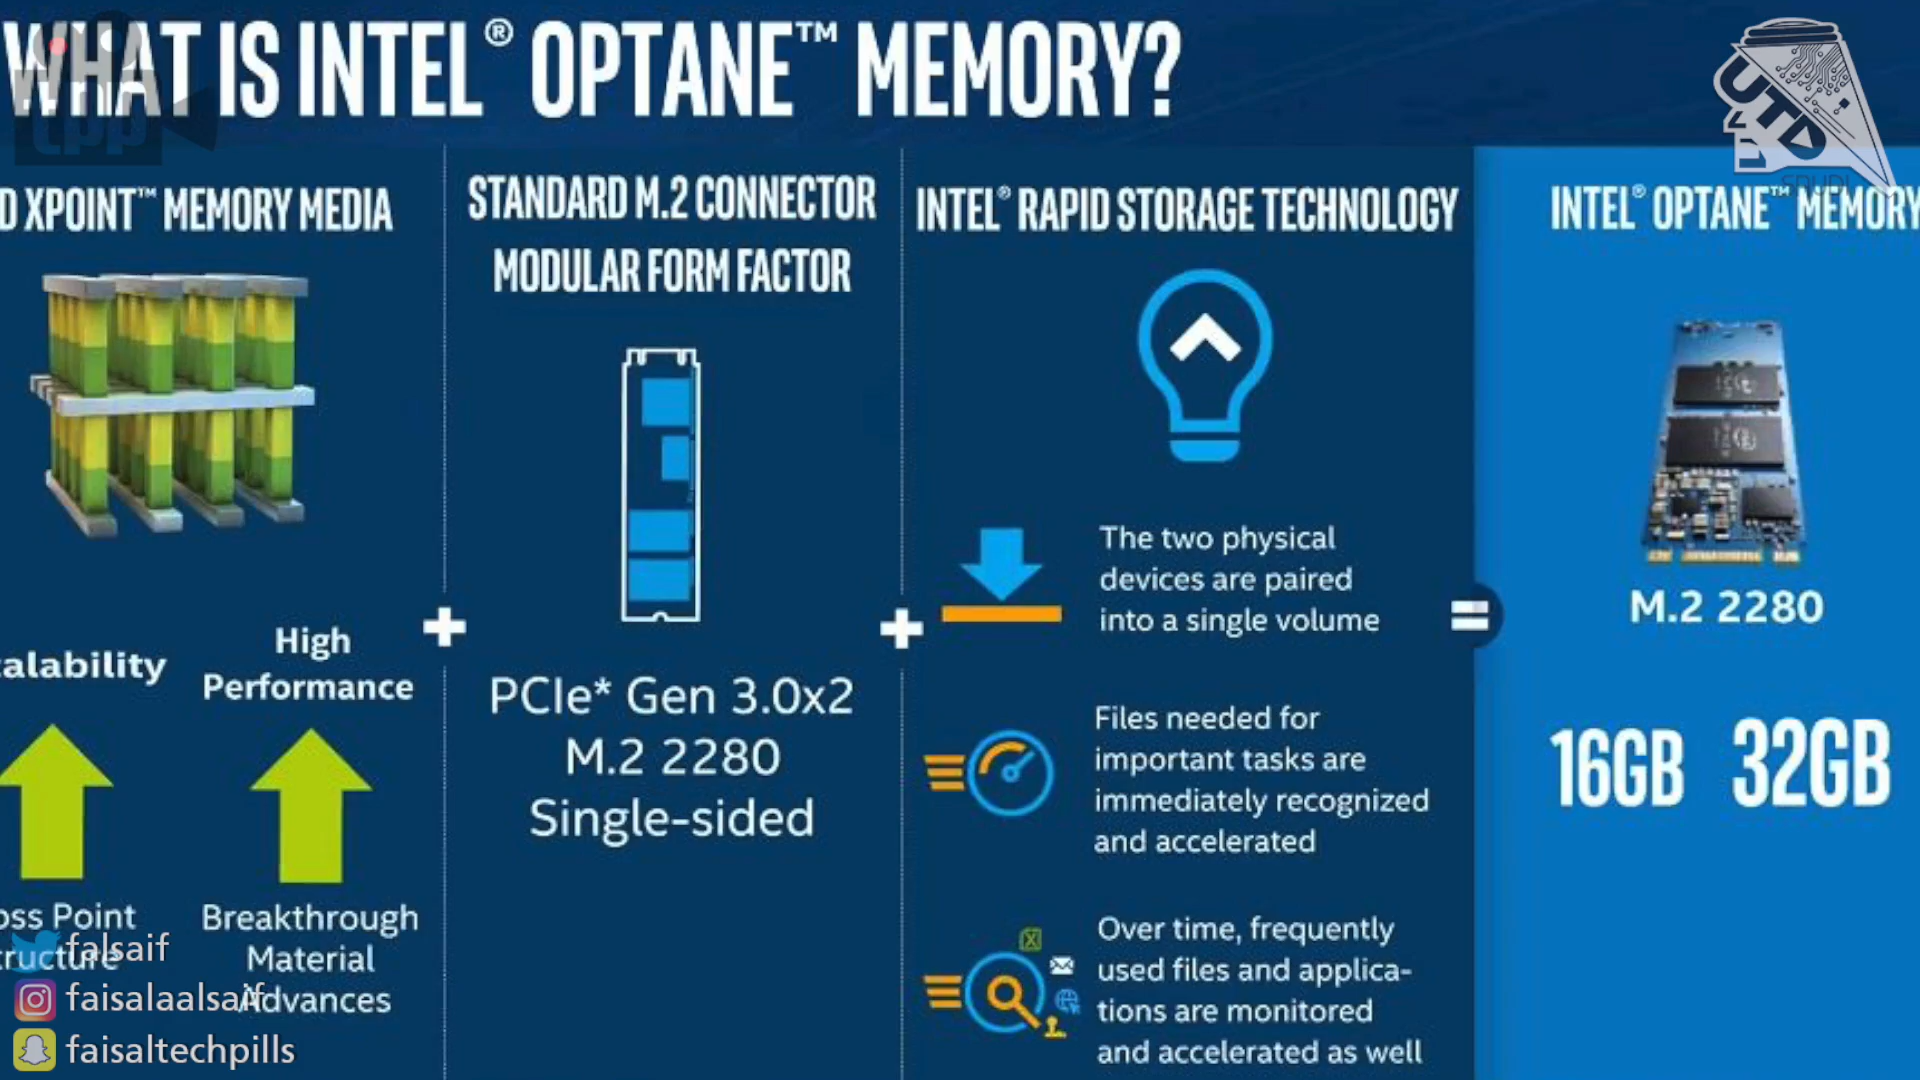 WHAT IS INTEL® OPTANE™ MEMORY?
D XPOINT™ MEMORY MEDIA
alability
High
Performance
oss Point
ructure
Breakthrough
Material
Advances
+
STANDARD M.2 CONNECTOR
MODULAR FORM FACTOR
PCIe* Gen 3.0x2
M.2 2280
Single-sided
+
INTEL® RAPID STORAGE TECHNOLOGY
The two physical
devices are paired
into a single volume
Files needed for
important tasks are
immediately recognized
and accelerated
Over time, frequently
used files and applica-
tions are monitored
and accelerated as well
=
INTEL® OPTANE™ MEMORY
M.2 2280
16GB 32GB
UTD
falsaif
faisalaalsaif
faisaltechpills